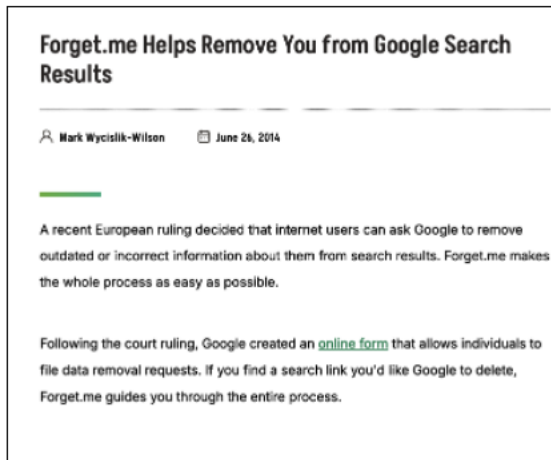 Forget.me Helps Remove You from Google Search
Results
Mark Wycislik-Wilson June 26, 2014
A recent European ruling decided that internet users can ask Google to remove
outdated or incorrect information about them from search results. Forget.me makes
the whole process as easy as possible.
Following the court ruling, Google created an online form that allows individuals to
file data removal requests. If you find a search link you'd like Google to delete,
Forget.me guides you through the entire process.